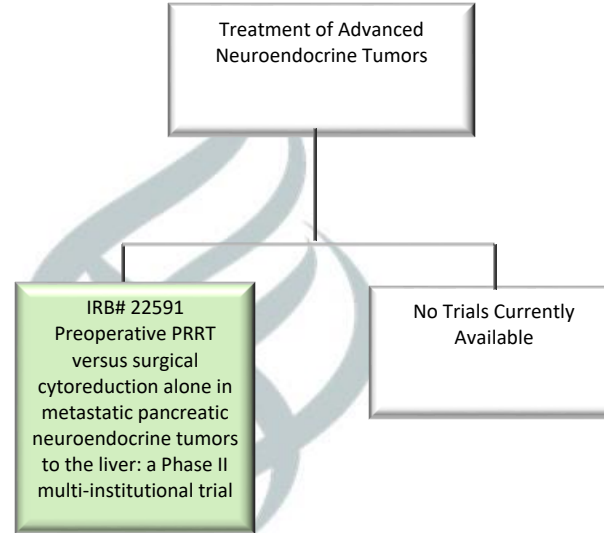 Treatment of Advanced
Neuroendocrine Tumors
IRB# 22591
Preoperative PRRT
versus surgical
cytoreduction alone in
metastatic pancreatic
neuroendocrine tumors
to the liver: a Phase II
multi-institutional trial
No Trials Currently
Available